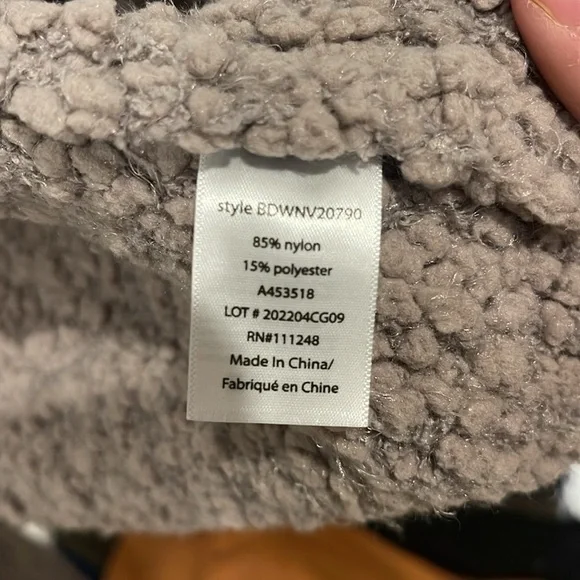 style BDWNV20790
85% nylon
15% polyester
A453518
LOT # 202204CG09
RN#111248
Made In China/
Fabriqué en Chine